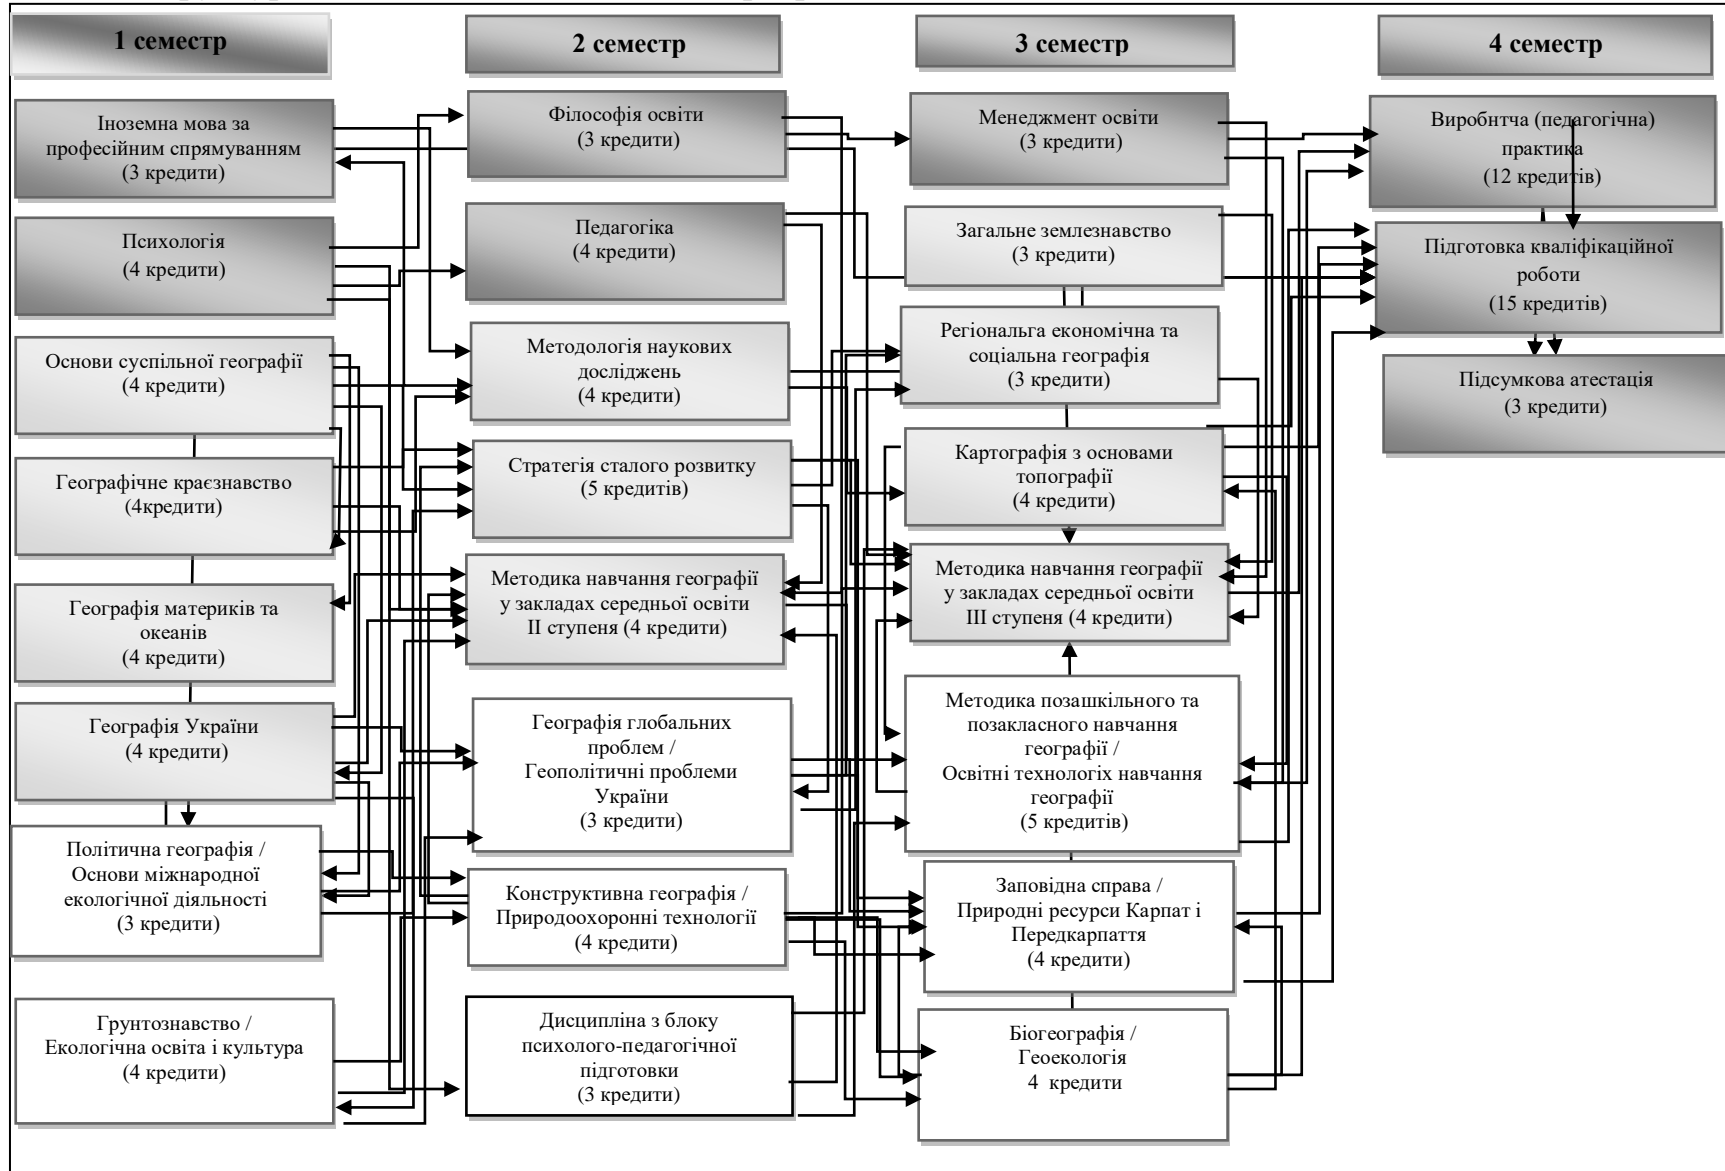 1 семестр
2 семестр
3 семестр
4 семестр
Іноземна мова за
професійним спрямуванням
(3 кредити)
Психологія
(4 кредити)
Основи суспільної географії
(4 кредити)
Географічне краєзнавство
(4кредити)
Географія материків та
океанів
(4 кредити)
Географія України
(4 кредити)
Політична географія /
Основи міжнародної
екологічної діяльності
(3 кредити)
Грунтознавство /
Екологічна освіта і культура
(4 кредити)
Філософія освіти
(3 кредити)
Педагогіка
(4 кредити)
Методологія наукових
досліджень
(4 кредити)
Стратегія сталого розвитку
(5 кредитів)
Методика навчання географії
у закладах середньої освіти
ІІ ступеня (4 кредити)
Географія глобальних
проблем /
Геополітичні проблеми
України
(3 кредити)
Конструктивна географія /
Природоохоронні технології
(4 кредити)
Дисципліна з блоку
психолого-педагогічної
підготовки
(3 кредити)
Менеджмент освіти
(3 кредити)
Загальне землезнавство
(3 кредити)
Регіональга економічна та
соціальна географія
(3 кредити)
Картографія з основами
топографії
(4 кредити)
Методика навчання географії
у закладах середньої освіти
ІІІ ступеня (4 кредити)
Методика позашкільного та
позакласного навчання
географії /
Освітні технологіх навчання
географії
(5 кредитів)
Заповідна справа /
Природні ресурси Карпат і
Передкарпаття
(4 кредити)
Біогеографія /
Геоекологія
4 кредити
Виробнтча (педагогічна)
практика
(12 кредитів)
Підготовка кваліфікаційної
роботи
(15 кредитів)
Підсумкова атестація
(3 кредити)